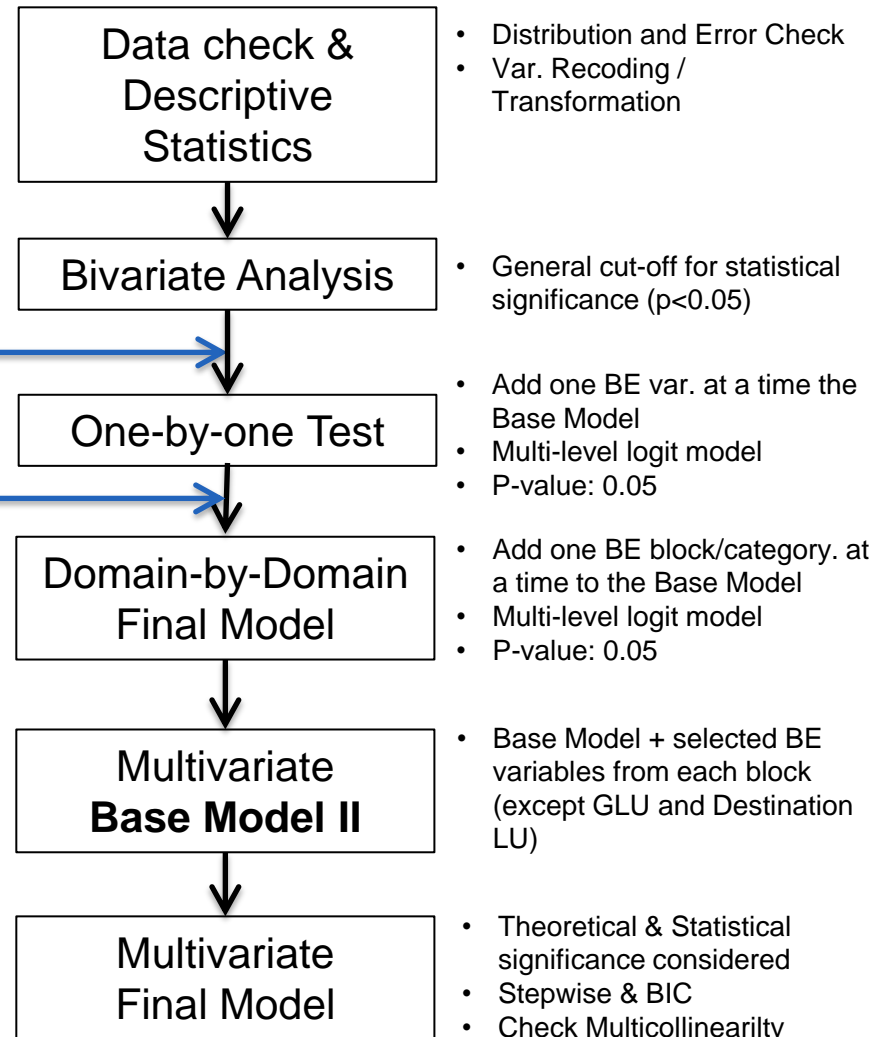 Data check &
Descriptive
Statistics
• Distribution and Error Check
• Var. Recoding /
Transformation
Bivariate Analysis
• General cut-off for statistical
significance (p<0.05)
One-by-one Test
• Add one BE var. at a time the
Base Model
• Multi-level logit model
• P-value: 0.05
Domain-by-Domain
Final Model
• Add one BE block/category. at
a time to the Base Model
• Multi-level logit model
• P-value: 0.05
Multivariate
Base Model II
• Base Model + selected BE
variables from each block
(except GLU and Destination
LU)
Multivariate
Final Model
• Theoretical & Statistical
significance considered
• Stepwise & BIC
• Check Multicollinearilty